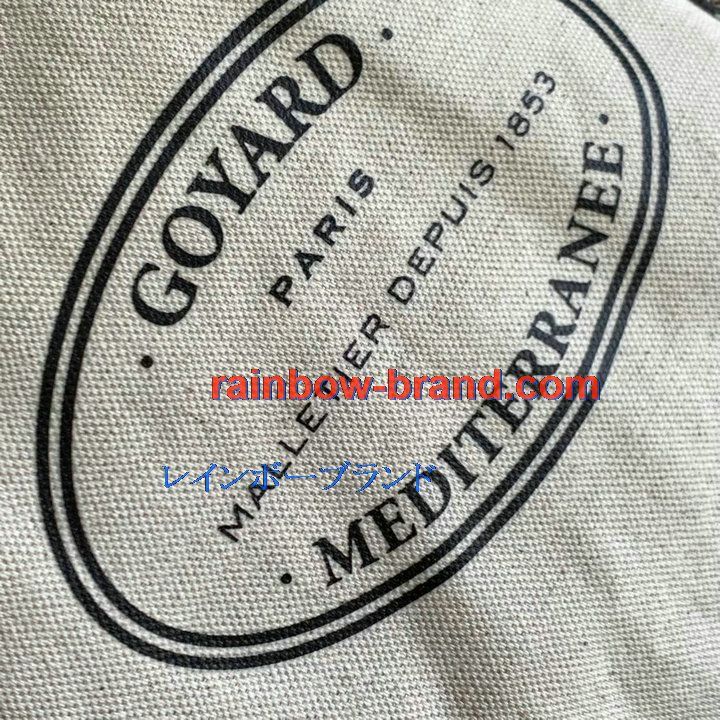 · GOYARD ·
PARIS
MALLETIER DEPUIS 1853
· MEDITERRANEE ·
rainbow-brand.com
レインボーブランド